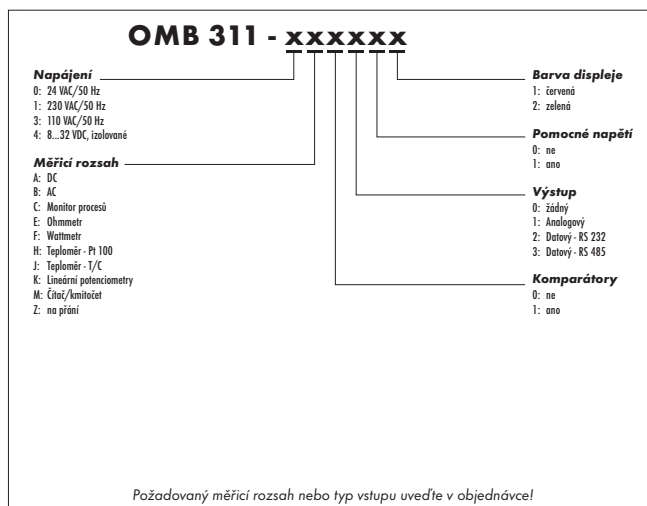 OMB 311 - xxxxxx
Napájení
0: 24 VAC/50 Hz
1: 230 VAC/50 Hz
3: 110 VAC/50 Hz
4: 8...32 VDC, izolované
Měřicí rozsah
A: DC
B: AC
C: Monitor procesů
E: Ohmmetr
F: Wattmetr
H: Teploměr - Pt 100
J: Teploměr - T/C
K: Lineární potenciometry
M: Čítač/kmitočet
Z: na přání
Barva displeje
1: červená
2: zelená
Pomocné napětí
0: ne
1: ano
Výstup
0: žádný
1: Analogový
2: Datový - RS 232
3: Datový - RS 485
Komparátory
0: ne
1: ano
Požadovaný měřicí rozsah nebo typ vstupu uveďte v objednávce!